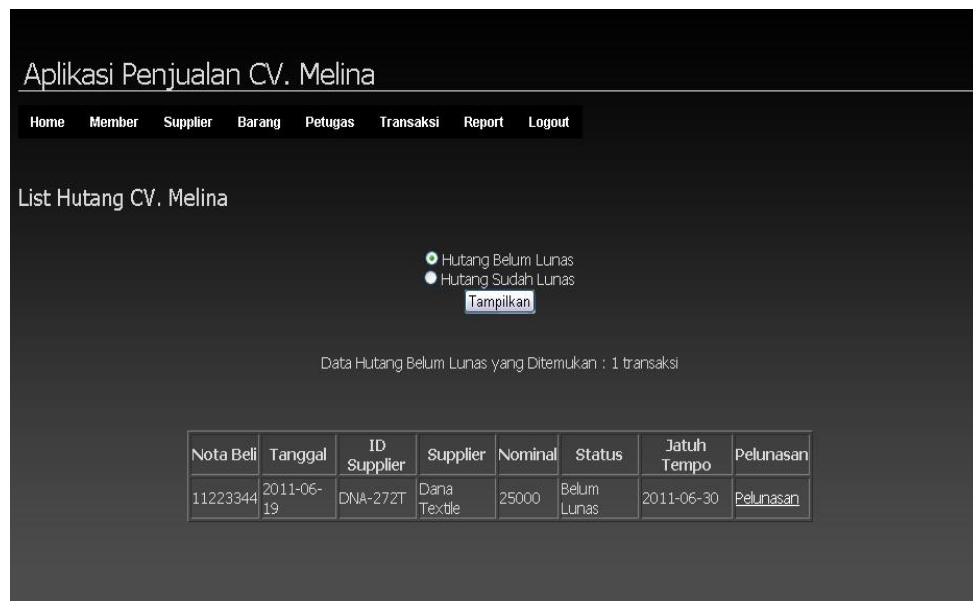 Aplikasi Penjualan CV. Melina
Home Member Supplier Barang Petugas Transaksi Report Logout
List Hutang CV. Melina
Hutang Belum Lunas
Hutang Sudah Lunas
Tampilkan
Data Hutang Belum Lunas yang Ditemukan : 1 transaksi
Nota Beli Tanggal ID Supplier Supplier Nominal Status Jatuh Tempo Pelunasan
11223344 2011-06-19 DNA-272T Dana Textile 25000 Belum Lunas 2011-06-30 Pelunasan